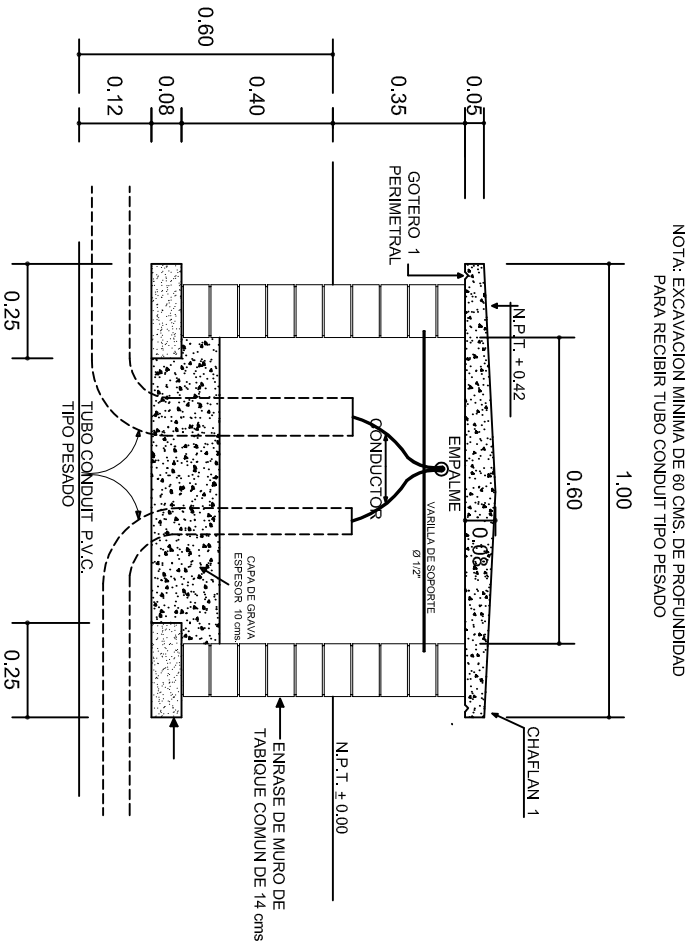 NOTA: EXCAVACION MINIMA DE 60 CMS. DE PROFUNDIDAD
PARA RECIBIR TUBO CONDUIT TIPO PESADO
1.00
0.60
N.P.T. + 0.42
CHAFLAN 1
0.08
GOTERO 1
PERIMETRAL
EMPALME
VARILLA DE SOPORTE
Ø 1/2"
CONDUCTOR
0.05
0.35
0.40
0.08
0.12
0.60
N.P.T. ± 0.00
ENRASE DE MURO DE
TABIQUE COMUN DE 14 cms
CAPA DE GRAVA
ESPESOR 10 cms.
TUBO CONDUIT P.V.C.
TIPO PESADO
0.25
0.25